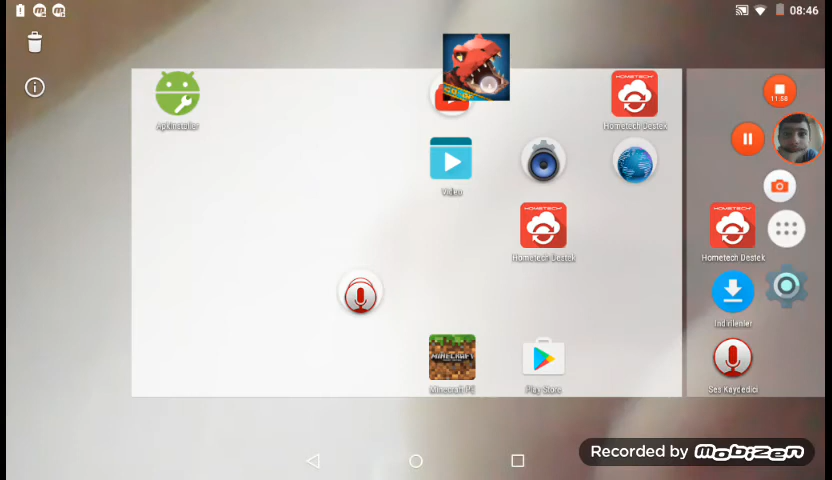 08:46
11:58
HOMETECH
ApkInstaller
Hometech Destek
Video
HOMETECH
HOMETECH
Hometech Destek
Hometech Destek
İndirilenler
MINECRAFT
Minecraft PE
Play Store
Ses Kaydedici
Recorded by Mobizen